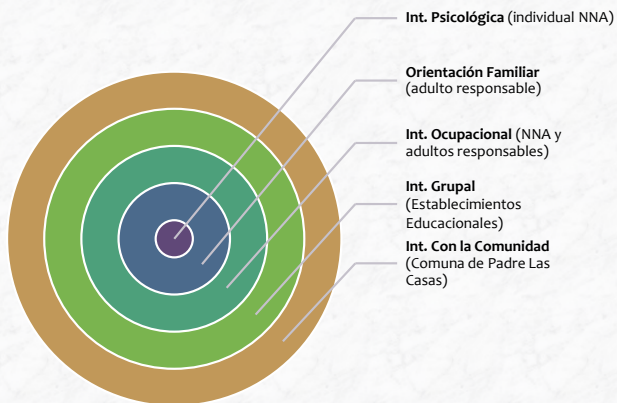 Int. Psicológica (individual NNA)
Orientación Familiar
(adulto responsable)
Int. Ocupacional (NNA y
adultos responsables)
Int. Grupal
(Establecimientos
Educacionales)
Int. Con la Comunidad
(Comuna de Padre Las
Casas)